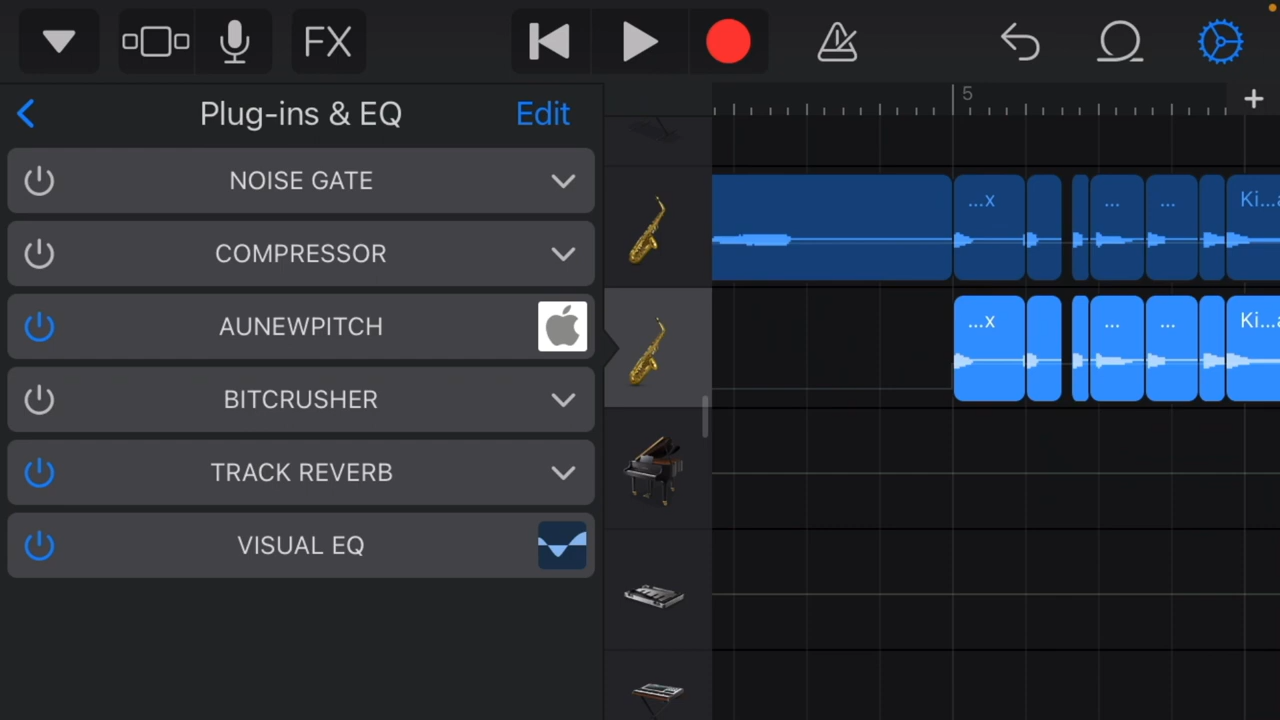 FX
Plug-ins & EQ
Edit
NOISE GATE
COMPRESSOR
AUNEWPITCH
BITCRUSHER
TRACK REVERB
VISUAL EQ
5
...x
...
...
Ki...a
...x
...
...
Ki...a